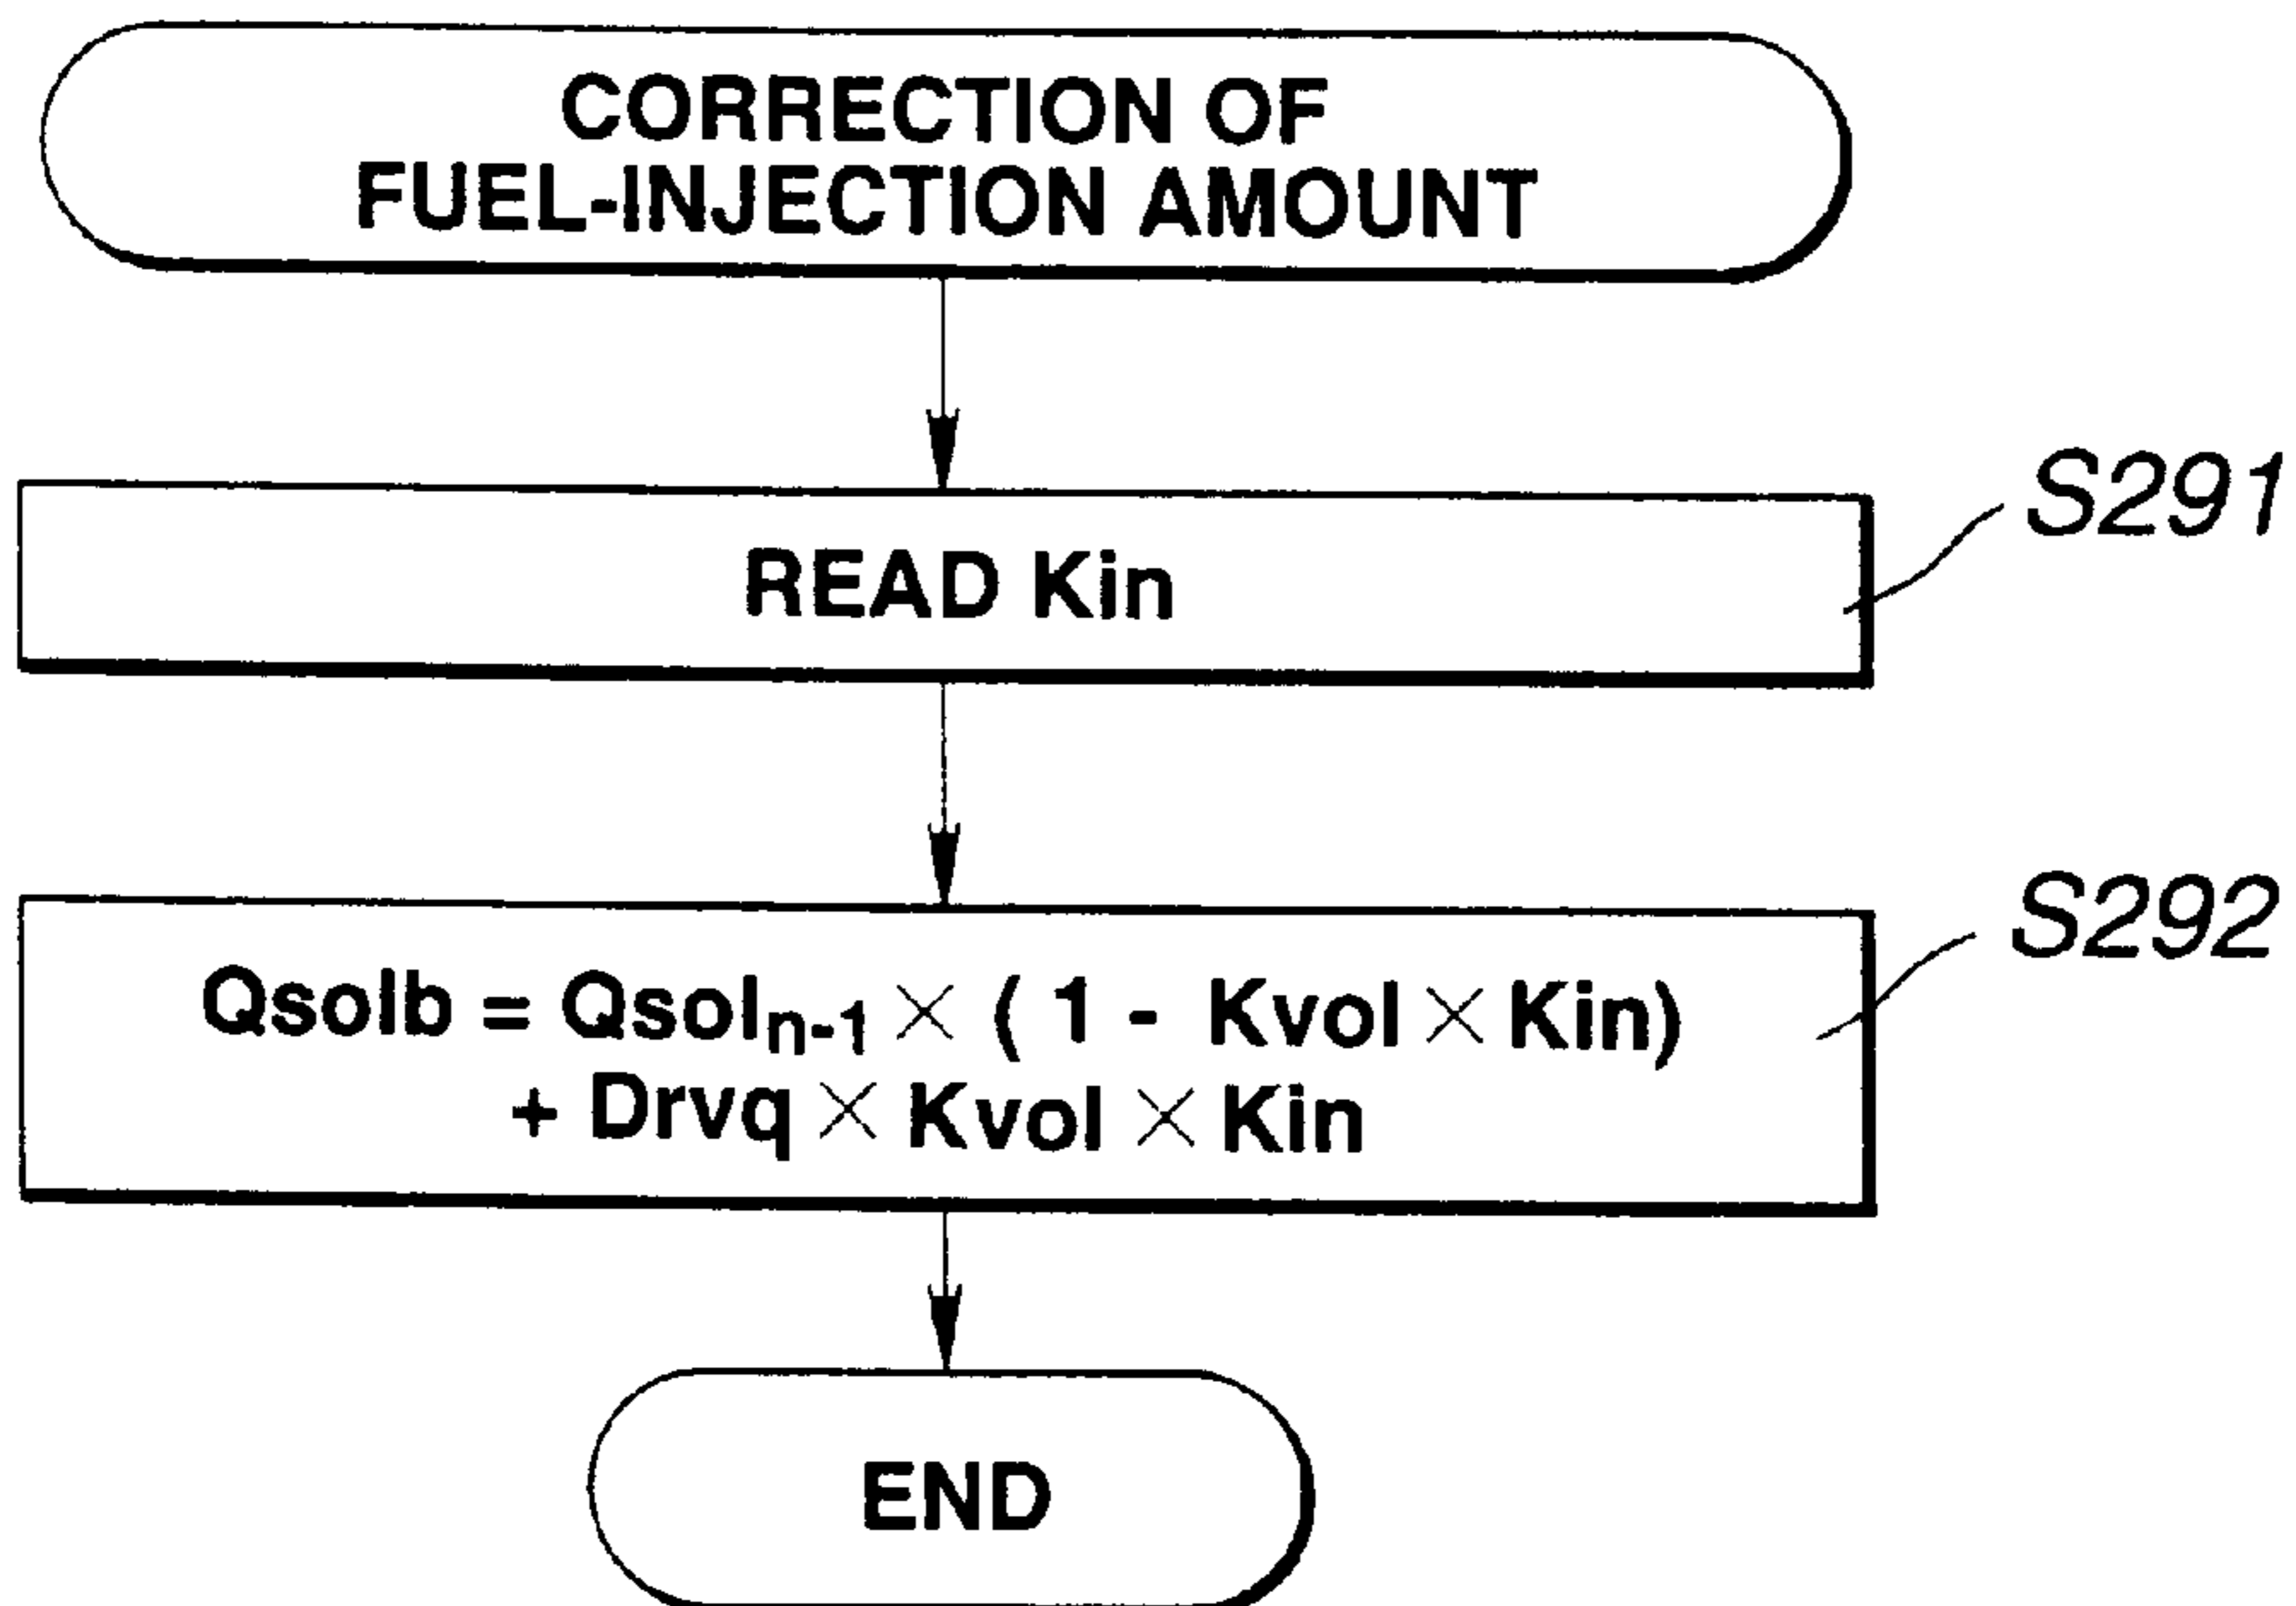 CORRECTION OF
FUEL-INJECTION AMOUNT
READ Kin
S291
Qsolb = Qsolₙ₋₁ × ( 1 - Kvol × Kin)
+ Drvq × Kvol × Kin
S292
END